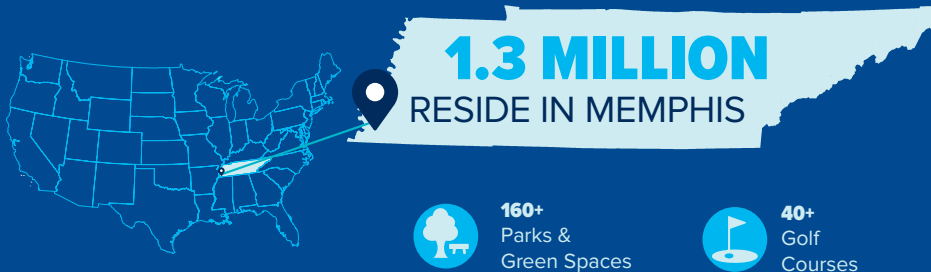 1.3 MILLION
RESIDE IN MEMPHIS
160+
Parks &
Green Spaces
40+
Golf
Courses